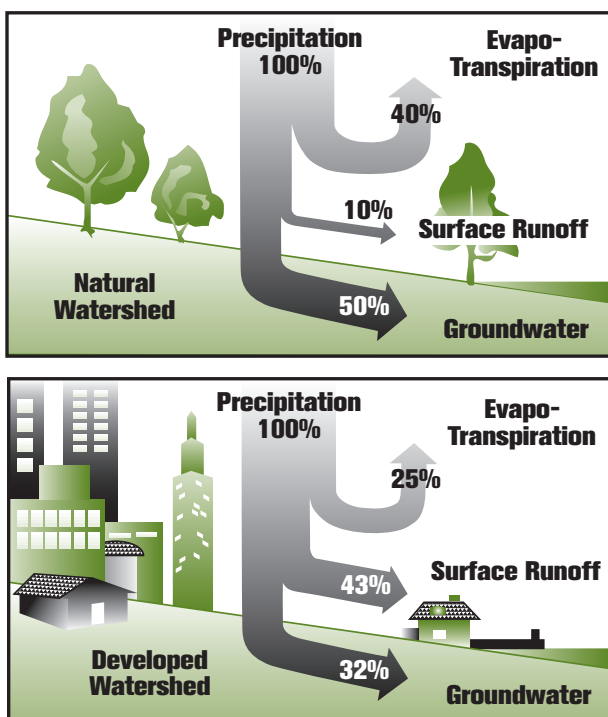 Precipitation
100%
Evapo-
Transpiration
40%
10%
Surface Runoff
Natural
Watershed
50%
Groundwater
Precipitation
100%
Evapo-
Transpiration
25%
43%
Surface Runoff
Developed
Watershed
32%
Groundwater